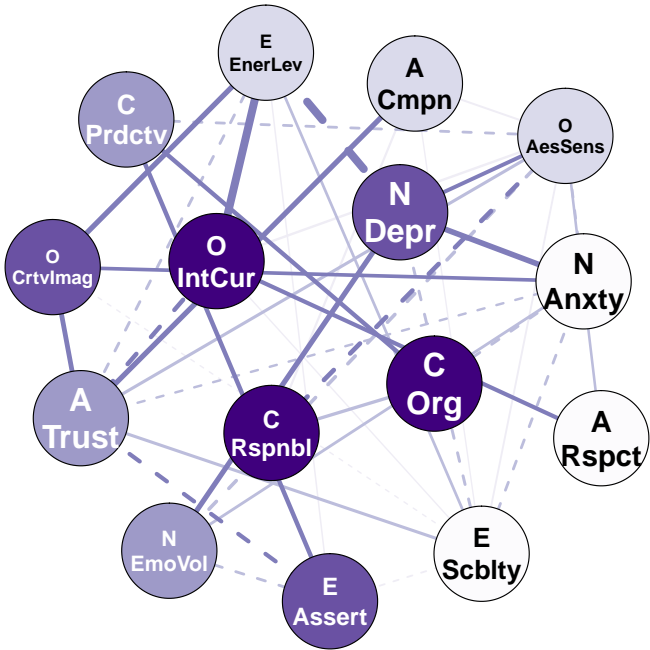 E
EnerLev
A
Cmpn
C
Prdctv
O
AesSens
N
Depr
O
IntCur
O
CrtvImag
N
Anxty
C
Org
A
Trust
C
Rspnbl
A
Rspct
N
EmoVol
E
Scblty
E
Assert